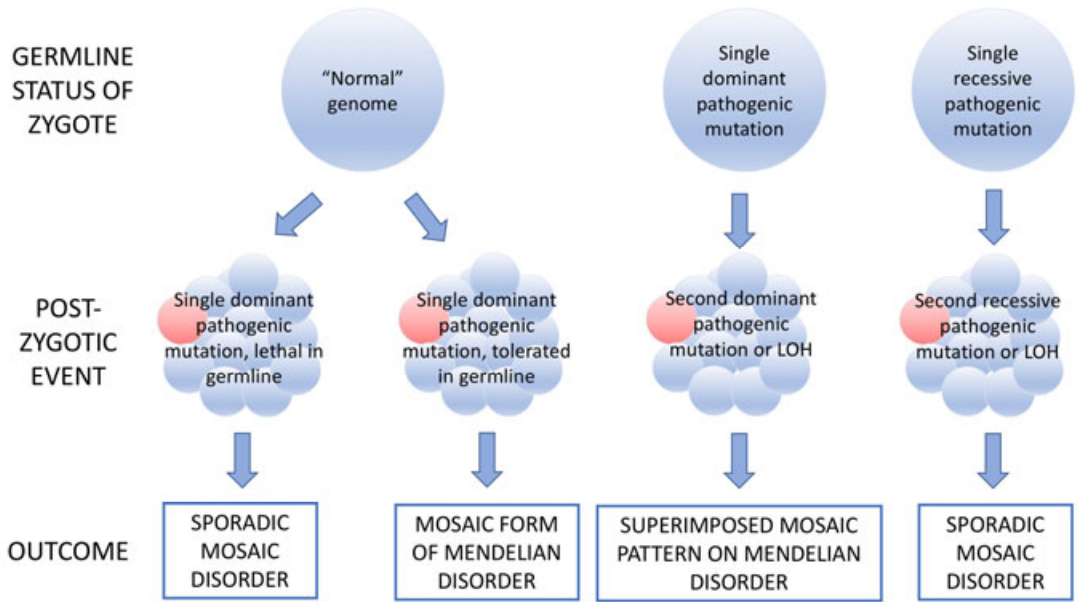 GERMLINE
STATUS OF
ZYGOTE
“Normal”
genome
Single
dominant
pathogenic
mutation
Single
recessive
pathogenic
mutation
POST-
ZYGOTIC
EVENT
Single dominant
pathogenic
mutation, lethal in
germline
Single dominant
pathogenic
mutation, tolerated
in germline
Second dominant
pathogenic
mutation or LOH
Second recessive
pathogenic
mutation or LOH
OUTCOME
SPORADIC
MOSAIC
DISORDER
MOSAIC FORM
OF MENDELIAN
DISORDER
SUPERIMPOSED MOSAIC
PATTERN ON MENDELIAN
DISORDER
SPORADIC
MOSAIC
DISORDER